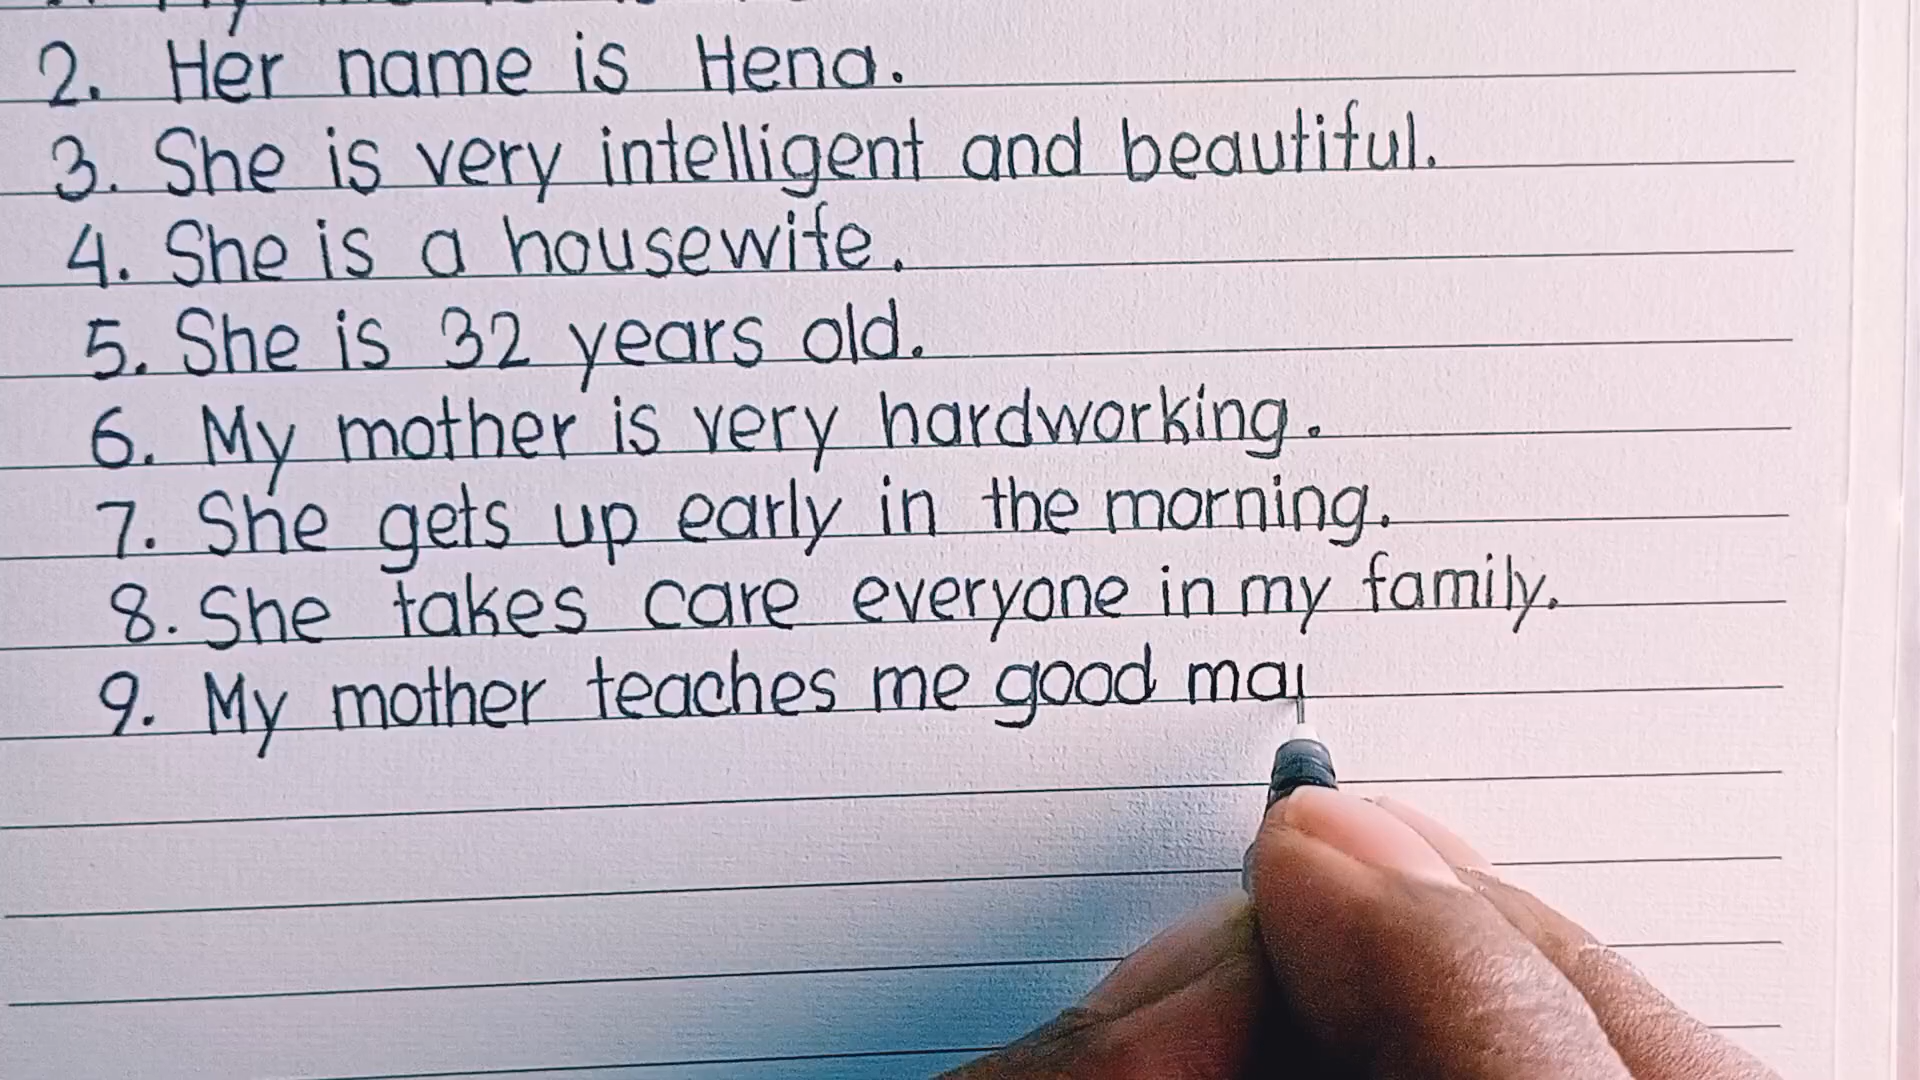 2. Her name is Hena.
3. She is very intelligent and beautiful.
4. She is a housewife.
5. She is 32 years old.
6. My mother is very hardworking.
7. She gets up early in the morning.
8. She takes care everyone in my family.
9. My mother teaches me good